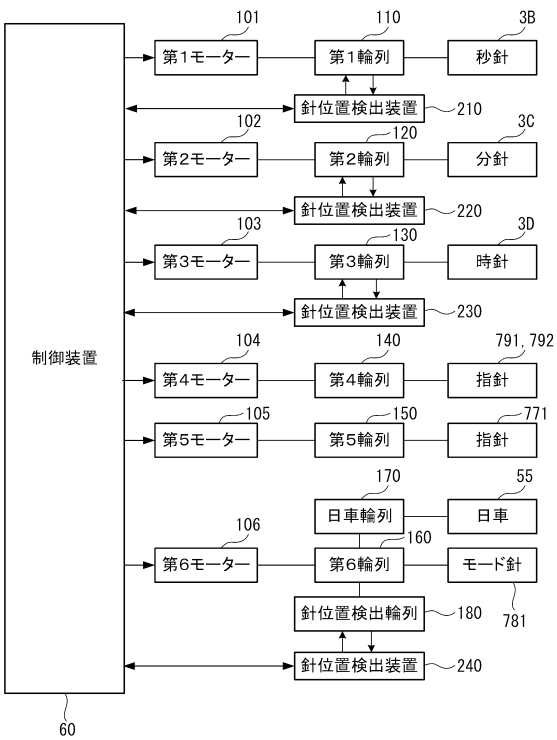 101
110
3B
第1モーター
第1輪列
秒針
針位置検出装置
210
102
120
3C
第2モーター
第2輪列
分針
針位置検出装置
220
103
130
3D
第3モーター
第3輪列
時針
針位置検出装置
230
制御装置
104
140
791, 792
第4モーター
第4輪列
指針
105
150
771
第5モーター
第5輪列
指針
170
55
日車輪列
日車
106
160
第6モーター
第6輪列
モード針
針位置検出輪列
180
781
針位置検出装置
240
60